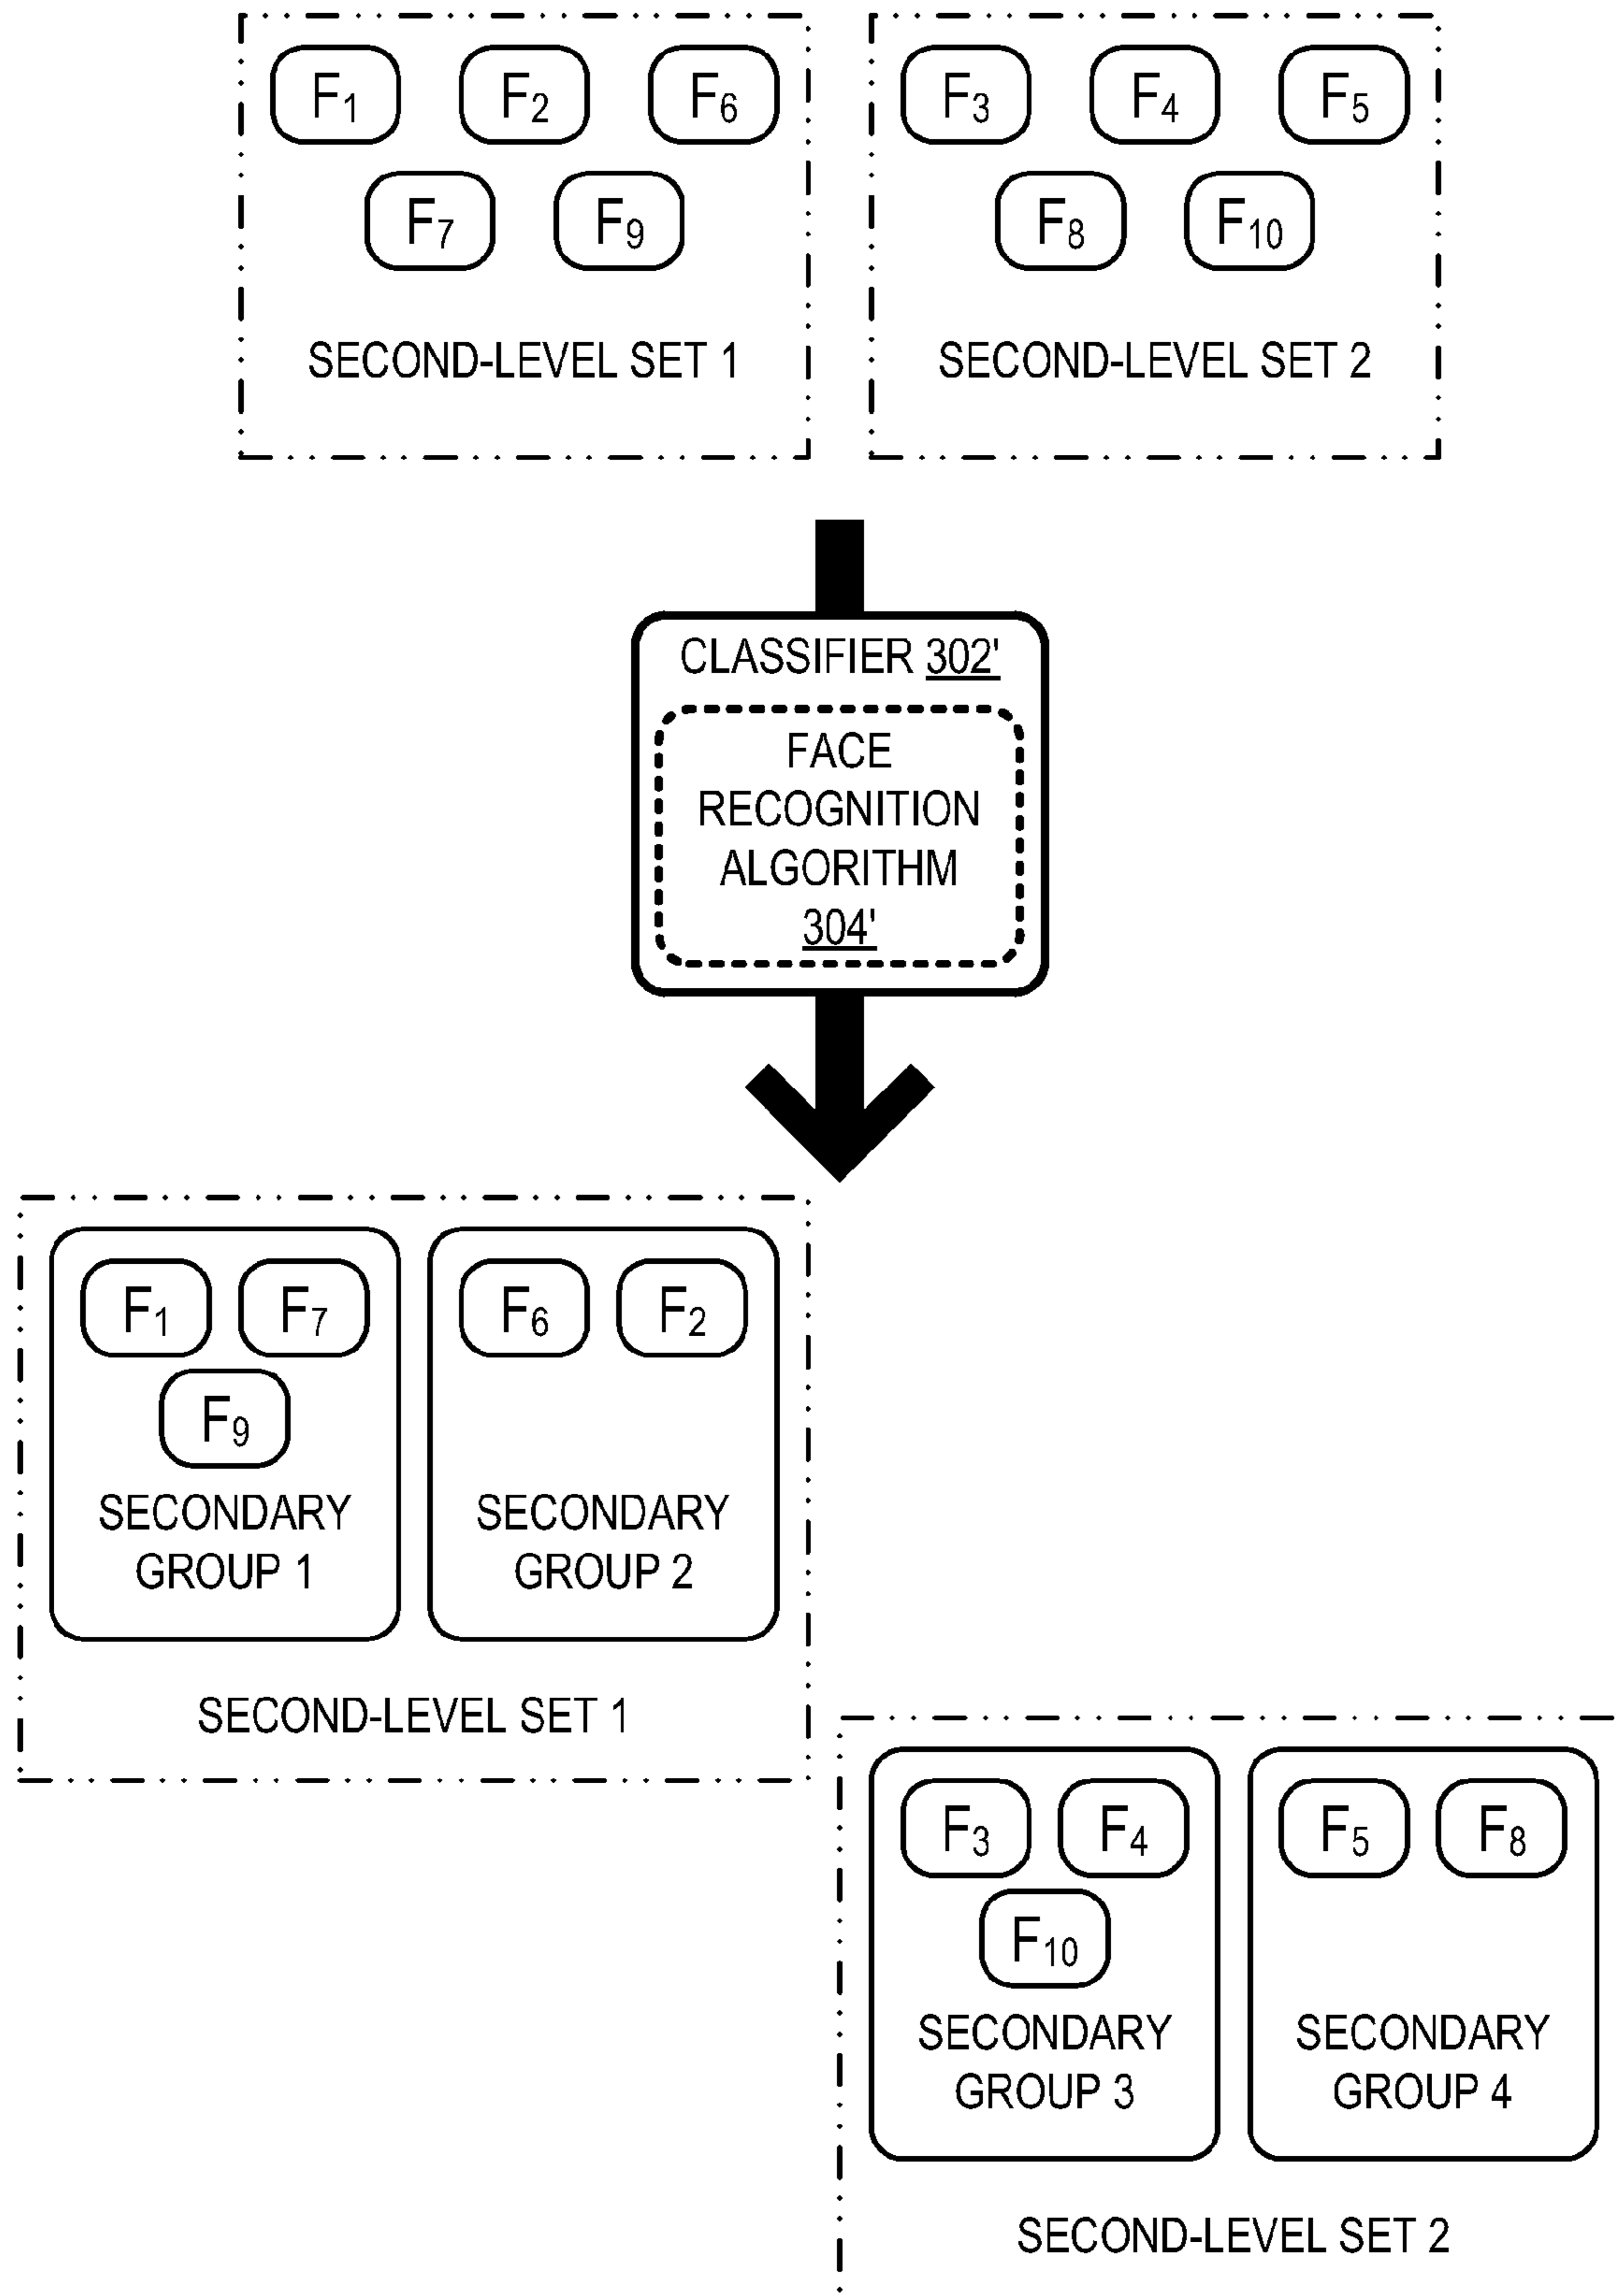 F1 F2 F6 F3 F4 F5
F7 F9 F8 F10
SECOND-LEVEL SET 1 SECOND-LEVEL SET 2
CLASSIFIER 302'
FACE
RECOGNITION
ALGORITHM
304'
F1 F7 F6 F2
F9
SECONDARY SECONDARY
GROUP 1 GROUP 2
SECOND-LEVEL SET 1
F3 F4 F5 F8
F10
SECONDARY SECONDARY
GROUP 3 GROUP 4
SECOND-LEVEL SET 2